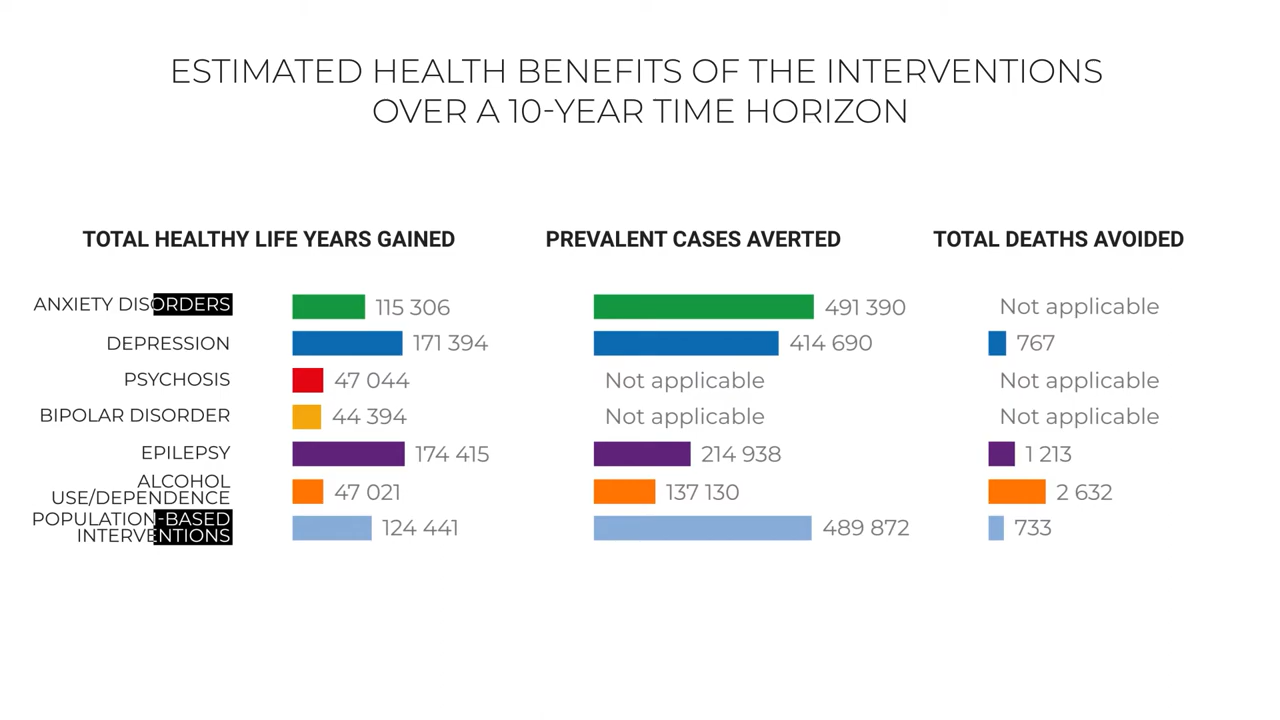 ESTIMATED HEALTH BENEFITS OF THE INTERVENTIONS
OVER A 10-YEAR TIME HORIZON
TOTAL HEALTHY LIFE YEARS GAINED PREVALENT CASES AVERTED TOTAL DEATHS AVOIDED
ANXIETY DISORDERS 115 306 491 390 Not applicable
DEPRESSION 171 394 414 690 767
PSYCHOSIS 47 044 Not applicable Not applicable
BIPOLAR DISORDER 44 394 Not applicable Not applicable
EPILEPSY 174 415 214 938 1 213
ALCOHOL
USE/DEPENDENCE 47 021 137 130 2 632
POPULATION-BASED
INTERVENTIONS 124 441 489 872 733